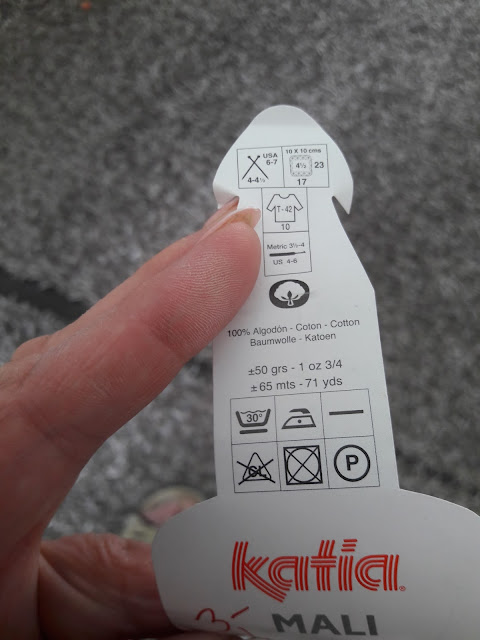 USA
6-7
4-4½
10 X 10 cms
4½ 23
17
T-42
10
Metric 3½-4
US 4-6
100% Algodón - Coton - Cotton
Baumwolle - Katoen
±50 grs - 1 oz 3/4
±65 mts - 71 yds
30°
CL
P
katia®
3,-
MALI